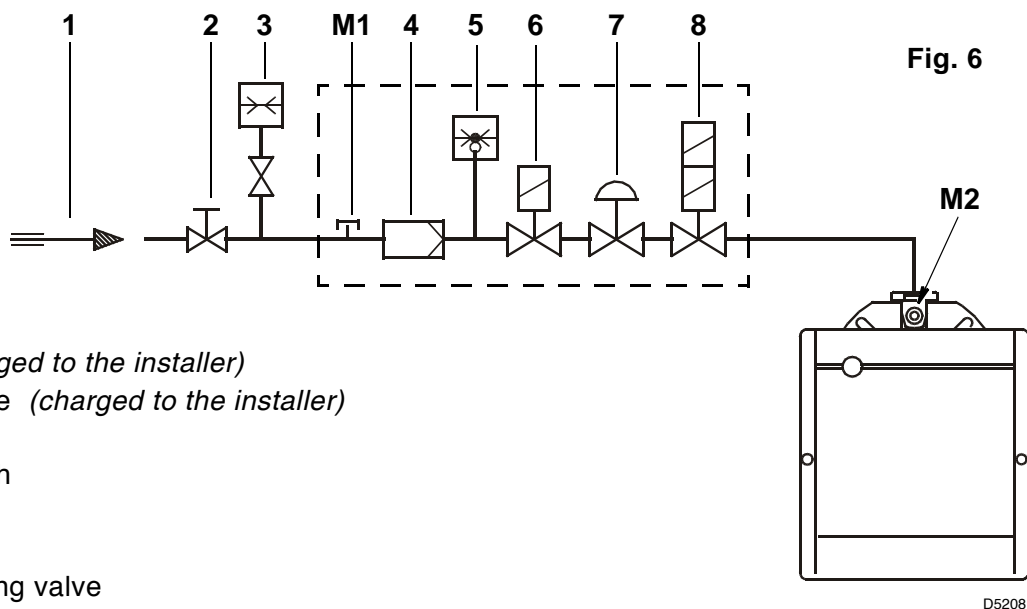 1 2 3 M1 4 5 6 7 8
Fig. 6
M2
ged to the installer)
e (charged to the installer)
n
ng valve
D5208